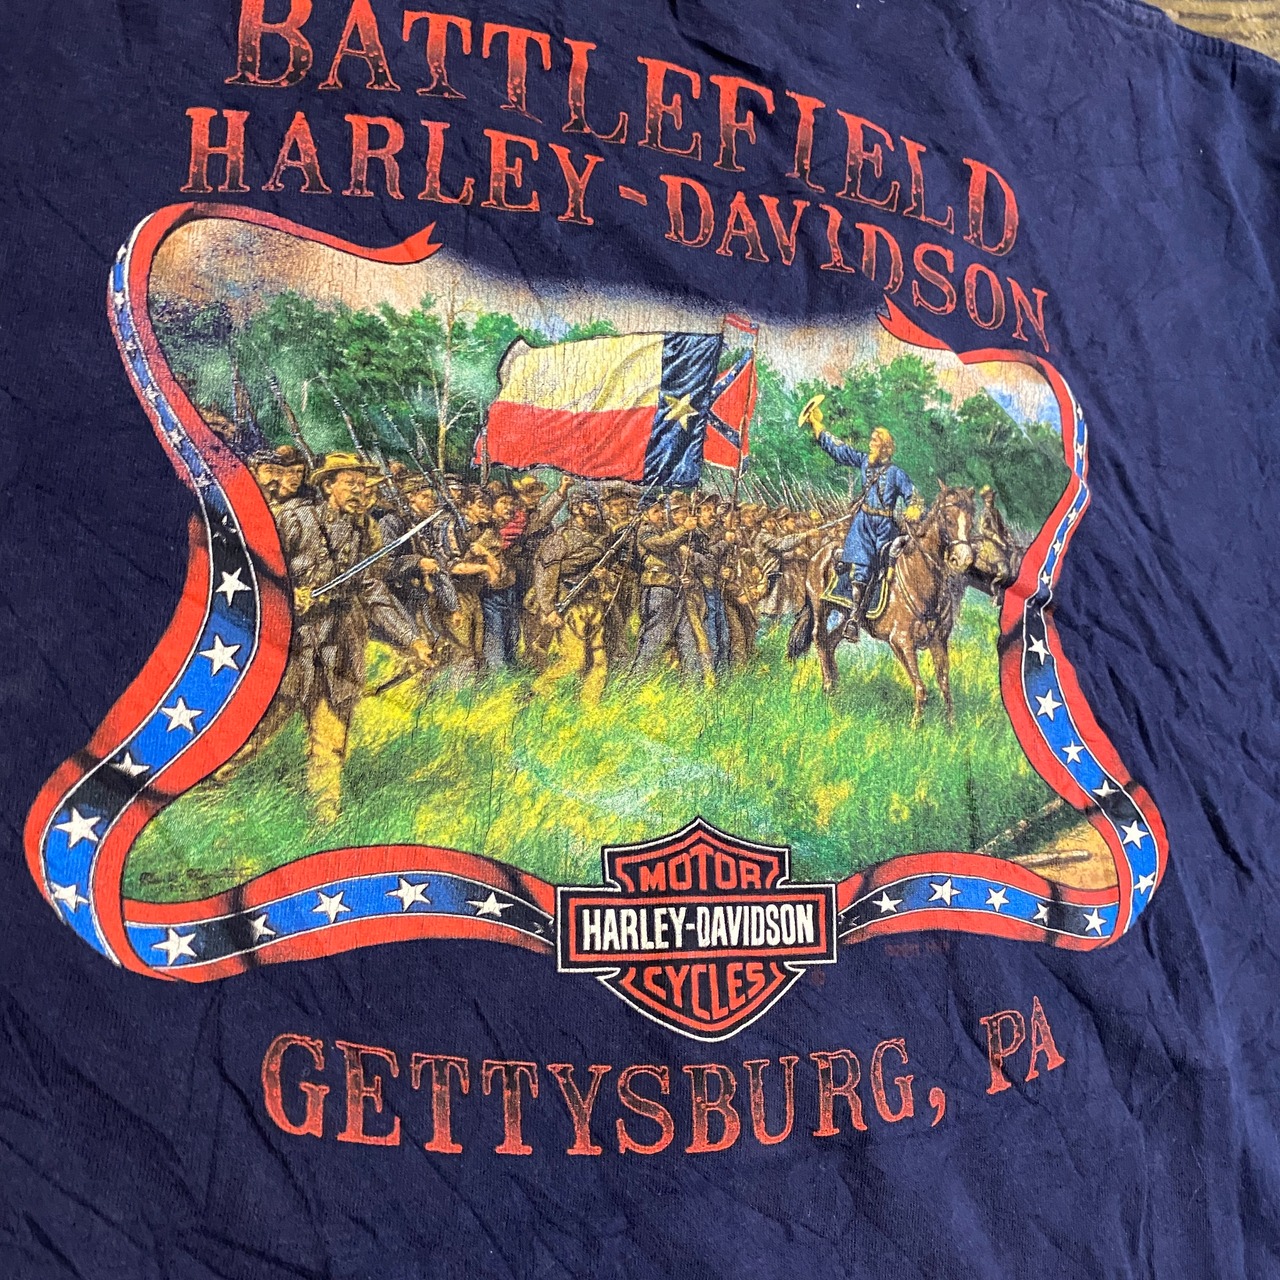 BATTLEFIELD
HARLEY-DAVIDSON
MOTOR
HARLEY-DAVIDSON
CYCLES
GETTYSBURG, PA